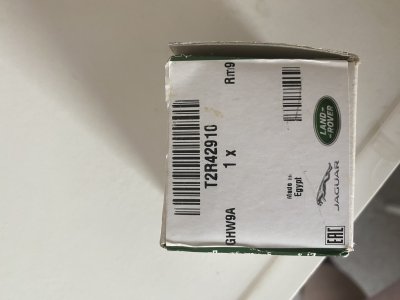 Rm9
T2R42910
1 x
GHW9A
LAND-
-ROVER
Made in
Egypt
JAGUAR
EAC